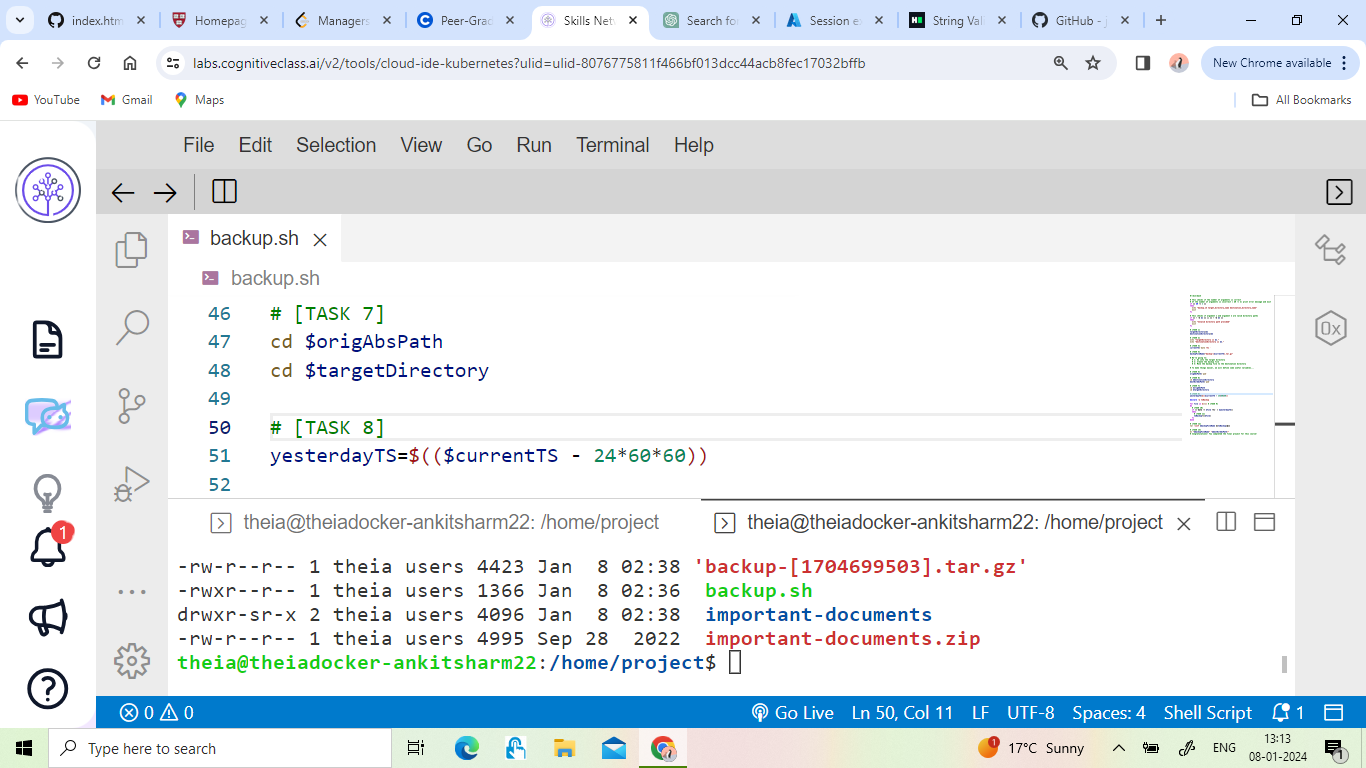 index.htm
Homepag
Managers
Peer-Grad
Skills Net
Search fo
Session e
String Vali
GitHub - j
labs.cognitiveclass.ai/v2/tools/cloud-ide-kubernetes?ulid=ulid-8076775811f466bf013dcc44acb8fec17032bffb
New Chrome available
YouTube
Gmail
Maps
All Bookmarks
File Edit Selection View Go Run Terminal Help
backup.sh
backup.sh
46 # [TASK 7]
47 cd $origAbsPath
48 cd $targetDirectory
49
50 # [TASK 8]
51 yesterdayTS=$(($currentTS - 24*60*60))
52
theia@theiadocker-ankitsharm22: /home/project
theia@theiadocker-ankitsharm22: /home/project
-rw-r--r-- 1 theia users 4423 Jan  8 02:38 'backup-[1704699503].tar.gz'
-rwxr--r-- 1 theia users 1366 Jan  8 02:36  backup.sh
drwxr-sr-x 2 theia users 4096 Jan  8 02:38  important-documents
-rw-r--r-- 1 theia users 4995 Sep 28  2022  important-documents.zip
theia@theiadocker-ankitsharm22:/home/project$
1
0x
0 0
Go Live
Ln 50, Col 11
LF
UTF-8
Spaces: 4
Shell Script
1
Type here to search
1
17°C Sunny
ENG
13:13
08-01-2024
1